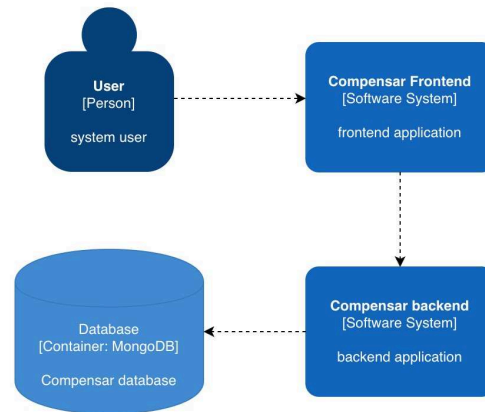 User
[Person]
system user
Compensar Frontend
[Software System]
frontend application
Database
[Container: MongoDB]
Compensar database
Compensar backend
[Software System]
backend application